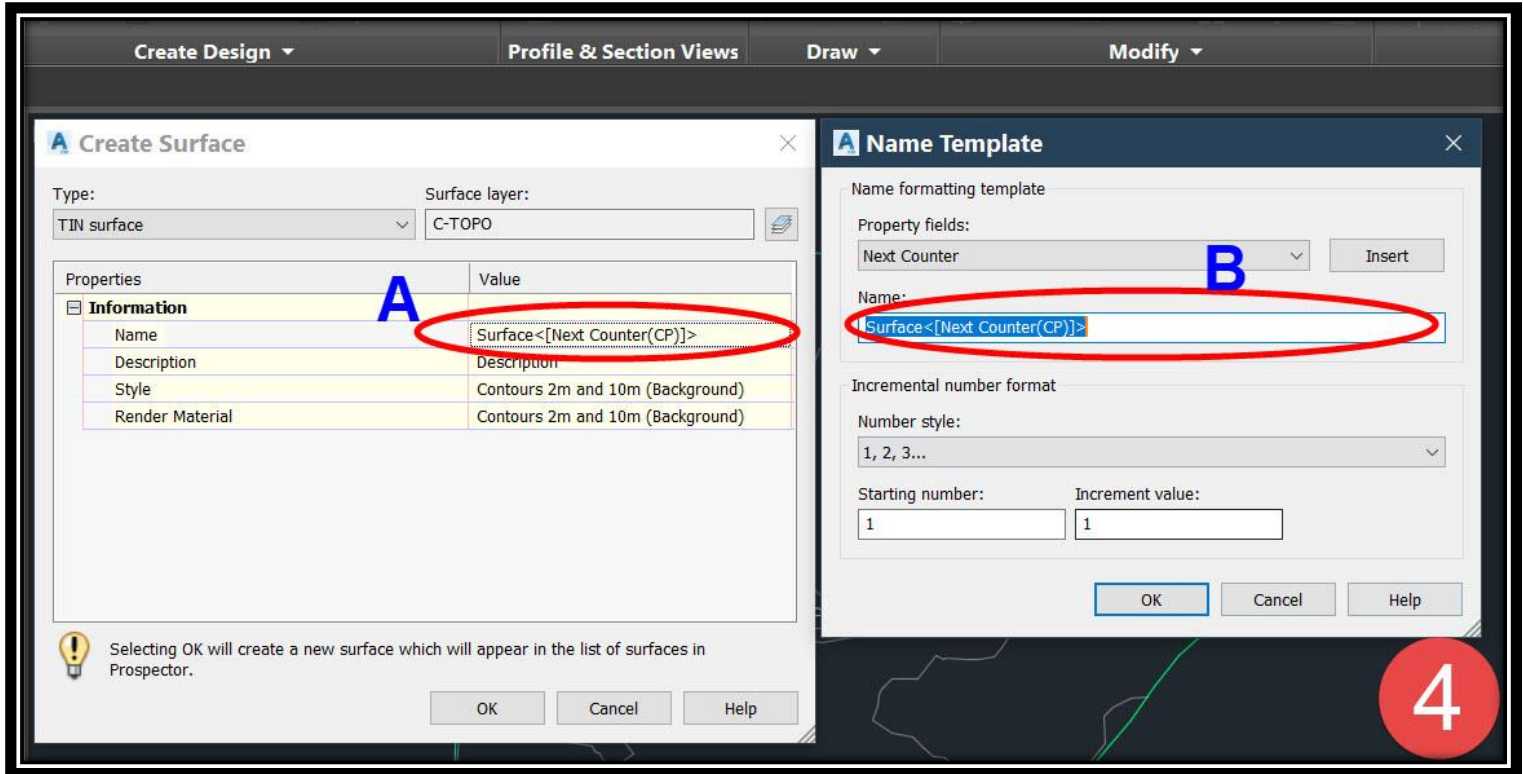 Create Design
Profile & Section Views
Draw
Modify
Create Surface
Type:
Surface layer:
TIN surface
C-TOPO
Properties
Value
A
Information
Name
Surface<[Next Counter(CP)]>
Description
Description
Style
Contours 2m and 10m (Background)
Render Material
Contours 2m and 10m (Background)
Selecting OK will create a new surface which will appear in the list of surfaces in
Prospector.
OK
Cancel
Help
Name Template
Name formatting template
Property fields:
Next Counter
B
Insert
Name:
Surface<[Next Counter(CP)]>
Incremental number format
Number style:
1, 2, 3...
Starting number:
Increment value:
1
1
OK
Cancel
Help
4